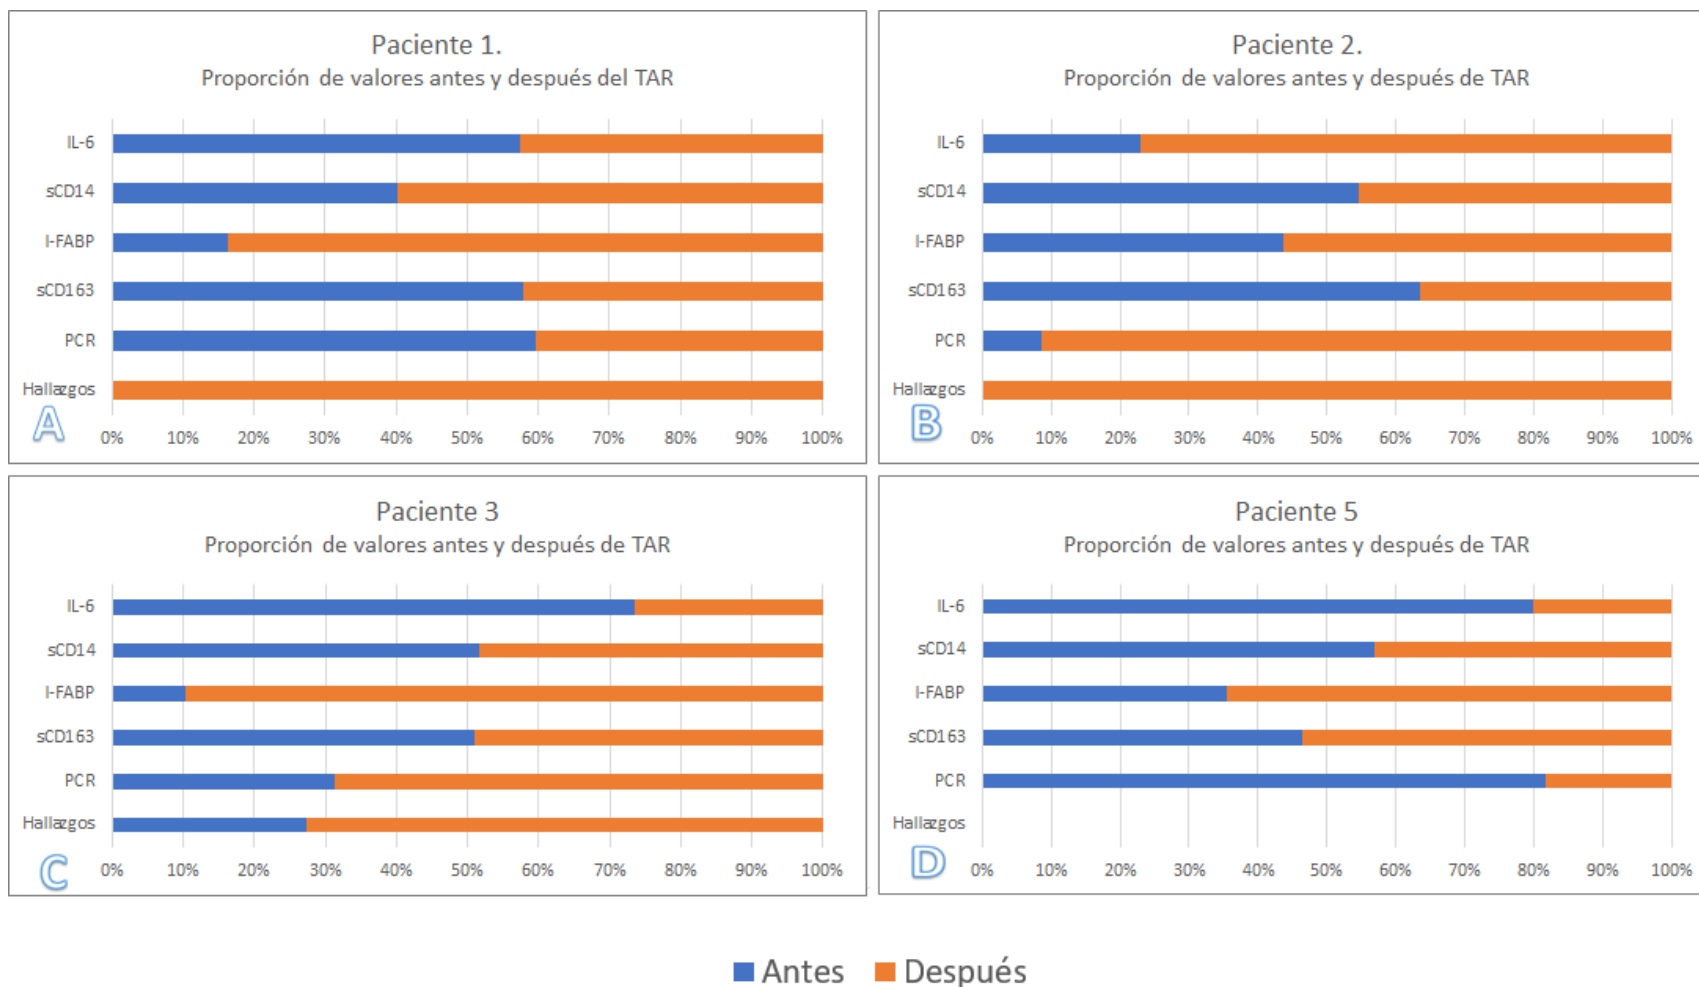 Paciente 1.
Proporción de valores antes y después del TAR
IL-6
sCD14
I-FABP
sCD163
PCR
Hallazgos
A
0% 10% 20% 30% 40% 50% 60% 70% 80% 90% 100%
Paciente 2.
Proporción de valores antes y después de TAR
IL-6
sCD14
I-FABP
sCD163
PCR
Hallazgos
B
0% 10% 20% 30% 40% 50% 60% 70% 80% 90% 100%
Paciente 3
Proporción de valores antes y después de TAR
IL-6
sCD14
I-FABP
sCD163
PCR
Hallazgos
C
0% 10% 20% 30% 40% 50% 60% 70% 80% 90% 100%
Paciente 5
Proporción de valores antes y después de TAR
IL-6
sCD14
I-FABP
sCD163
PCR
Hallazgos
D
0% 10% 20% 30% 40% 50% 60% 70% 80% 90% 100%
Antes Después